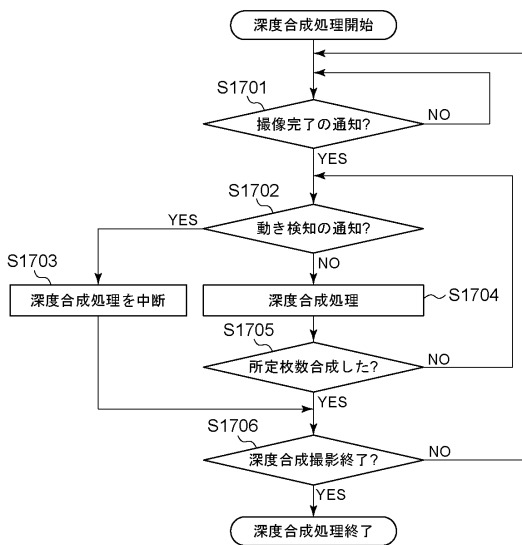 深度合成処理開始
S1701
撮像完了の通知?
NO
YES
S1702
動き検知の通知?
YES
NO
S1703
深度合成処理を中断
深度合成処理
S1704
S1705
所定枚数合成した?
NO
YES
S1706
深度合成撮影終了?
NO
YES
深度合成処理終了